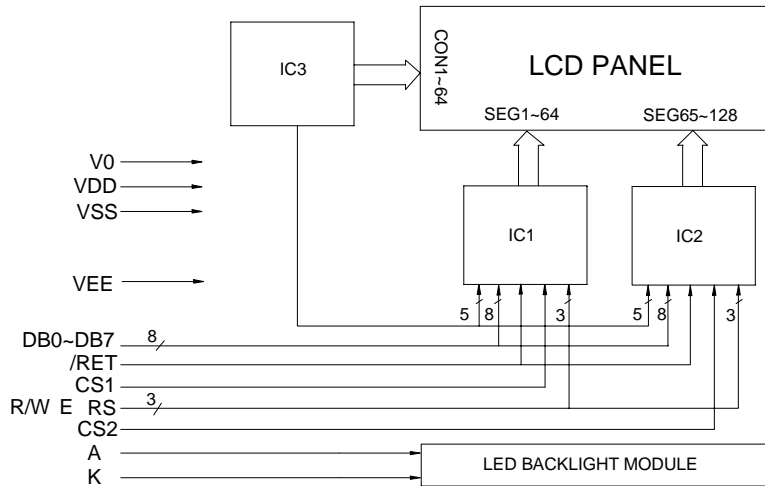 IC3
CON1~64
LCD PANEL
SEG1~64
SEG65~128
V0
VDD
VSS
IC1
IC2
VEE
5
8
3
5
8
3
DB0~DB7
8
/RET
CS1
R/W E RS
3
CS2
A
LED BACKLIGHT MODULE
K